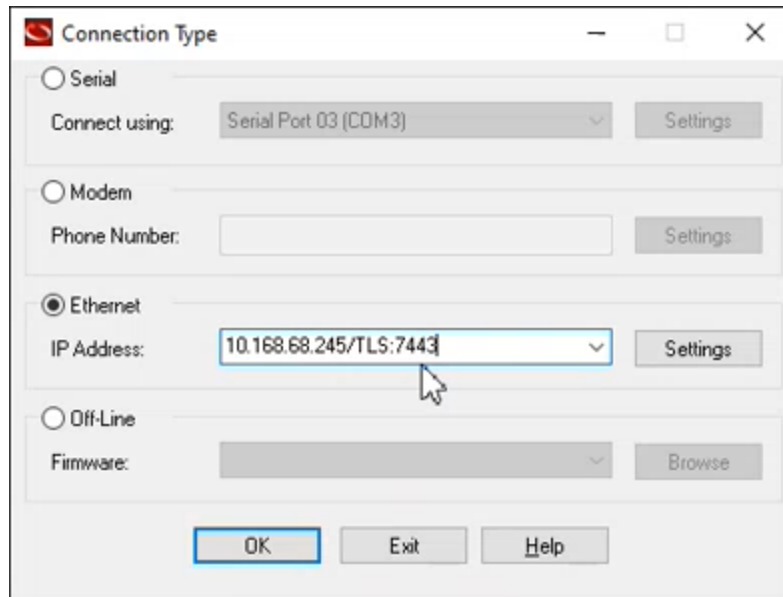 Connection Type
Serial
Connect using: Serial Port 03 (COM3) Settings
Modem
Phone Number: Settings
Ethernet
IP Address: 10.168.68.245/TLS:7443 Settings
Off-Line
Firmware: Browse
OK Exit Help